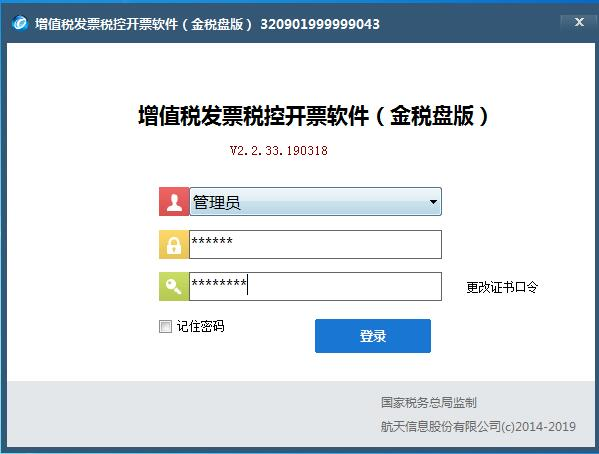 增值税发票税控开票软件（金税盘版） 320901999999043
X
增值税发票税控开票软件（金税盘版）
V2.2.33.190318
管理员
******
********
更改证书口令
记住密码
登录
国家税务总局监制
航天信息股份有限公司(c)2014-2019